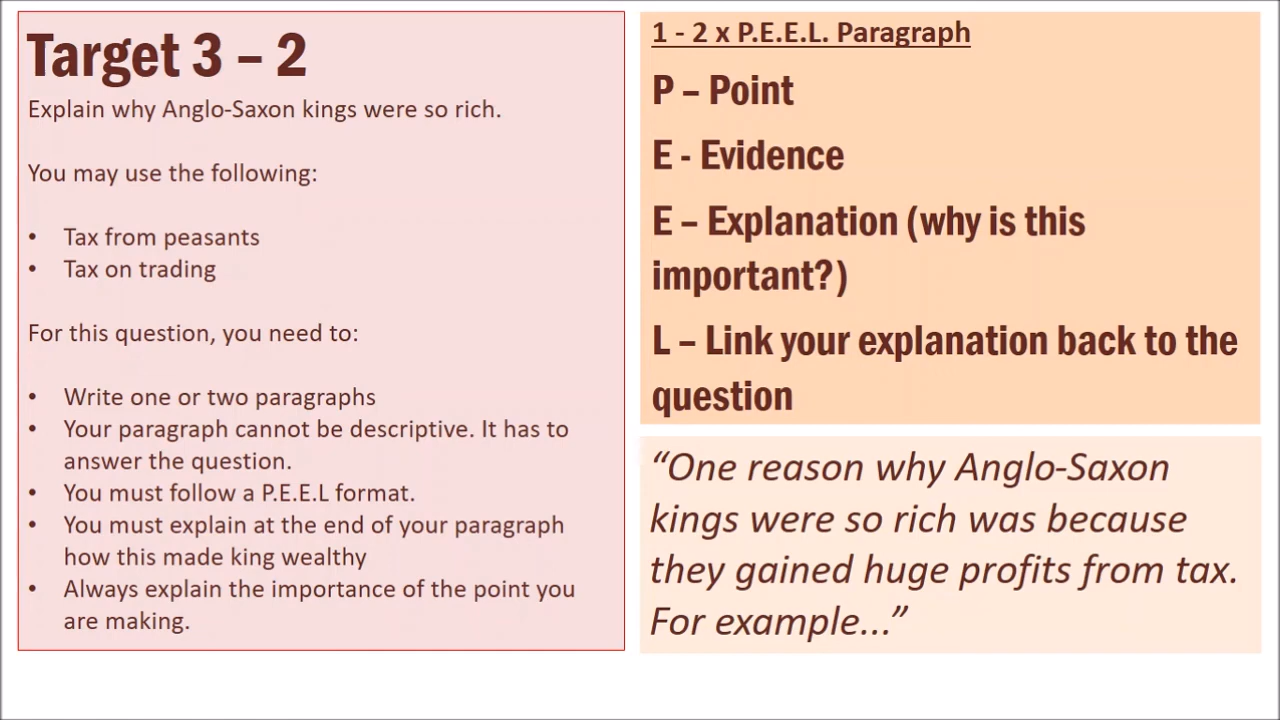 Target 3 – 2
Explain why Anglo-Saxon kings were so rich.
You may use the following:
• Tax from peasants
• Tax on trading
For this question, you need to:
• Write one or two paragraphs
• Your paragraph cannot be descriptive. It has to
answer the question.
• You must follow a P.E.E.L format.
• You must explain at the end of your paragraph
how this made king wealthy
• Always explain the importance of the point you
are making.
1 - 2 x P.E.E.L. Paragraph
P – Point
E - Evidence
E – Explanation (why is this
important?)
L – Link your explanation back to the
question
“One reason why Anglo-Saxon
kings were so rich was because
they gained huge profits from tax.
For example...”